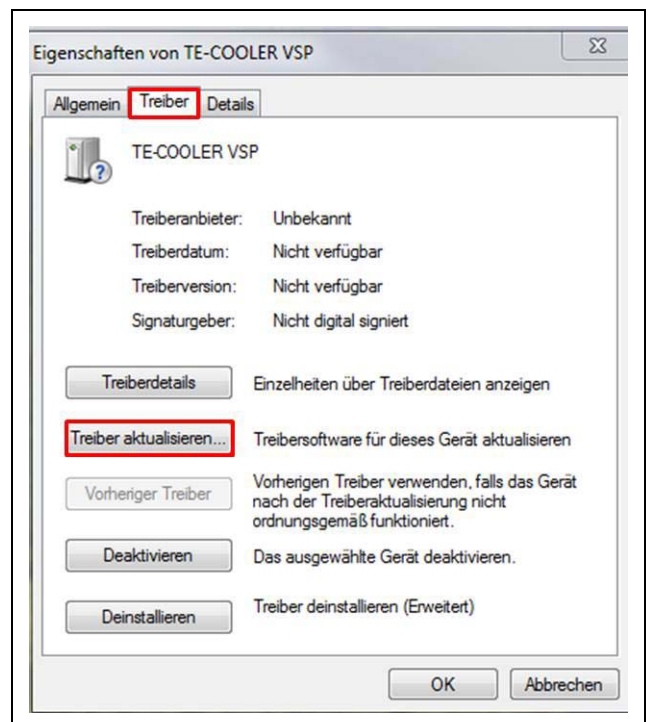 Eigenschaften von TE-COOLER VSP
Allgemein Treiber Details
TE-COOLER VSP
Treiberanbieter: Unbekannt
Treiberdatum: Nicht verfügbar
Treiberversion: Nicht verfügbar
Signaturgeber: Nicht digital signiert
Treiberdetails Einzelheiten über Treiberdateien anzeigen
Treiber aktualisieren... Treibersoftware für dieses Gerät aktualisieren
Vorheriger Treiber Vorherigen Treiber verwenden, falls das Gerät
nach der Treiberaktualisierung nicht
ordnungsgemäß funktioniert.
Deaktivieren Das ausgewählte Gerät deaktivieren.
Deinstallieren Treiber deinstallieren (Erweitert)
OK Abbrechen